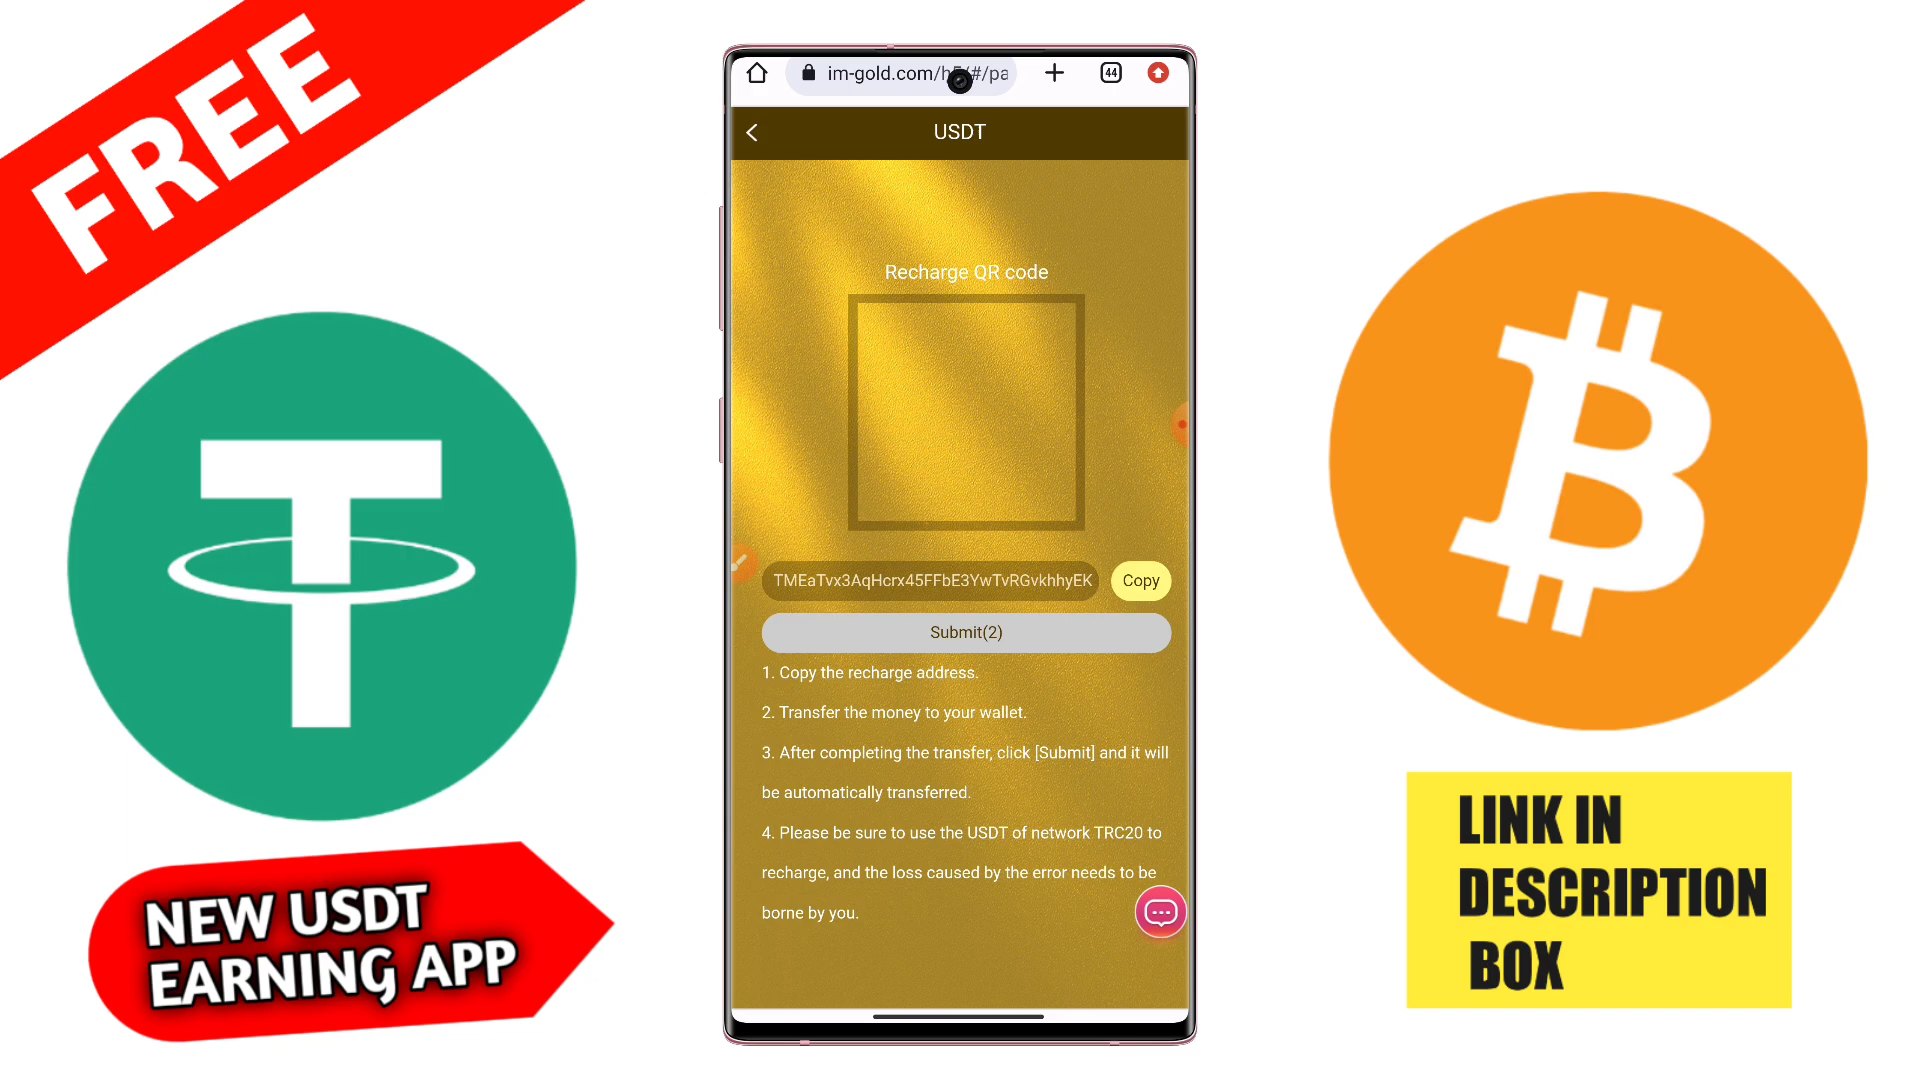 FREE
im-gold.com/h5/#/pa
44
USDT
Recharge QR code
TMEaTvx3AqHcrx45FFbE3YwTvRGvkhhyEK
Copy
Submit(2)
1. Copy the recharge address.
2. Transfer the money to your wallet.
3. After completing the transfer, click [Submit] and it will
be automatically transferred.
4. Please be sure to use the USDT of network TRC20 to
recharge, and the loss caused by the error needs to be
borne by you.
NEW USDT
EARNING APP
LINK IN
DESCRIPTION
BOX